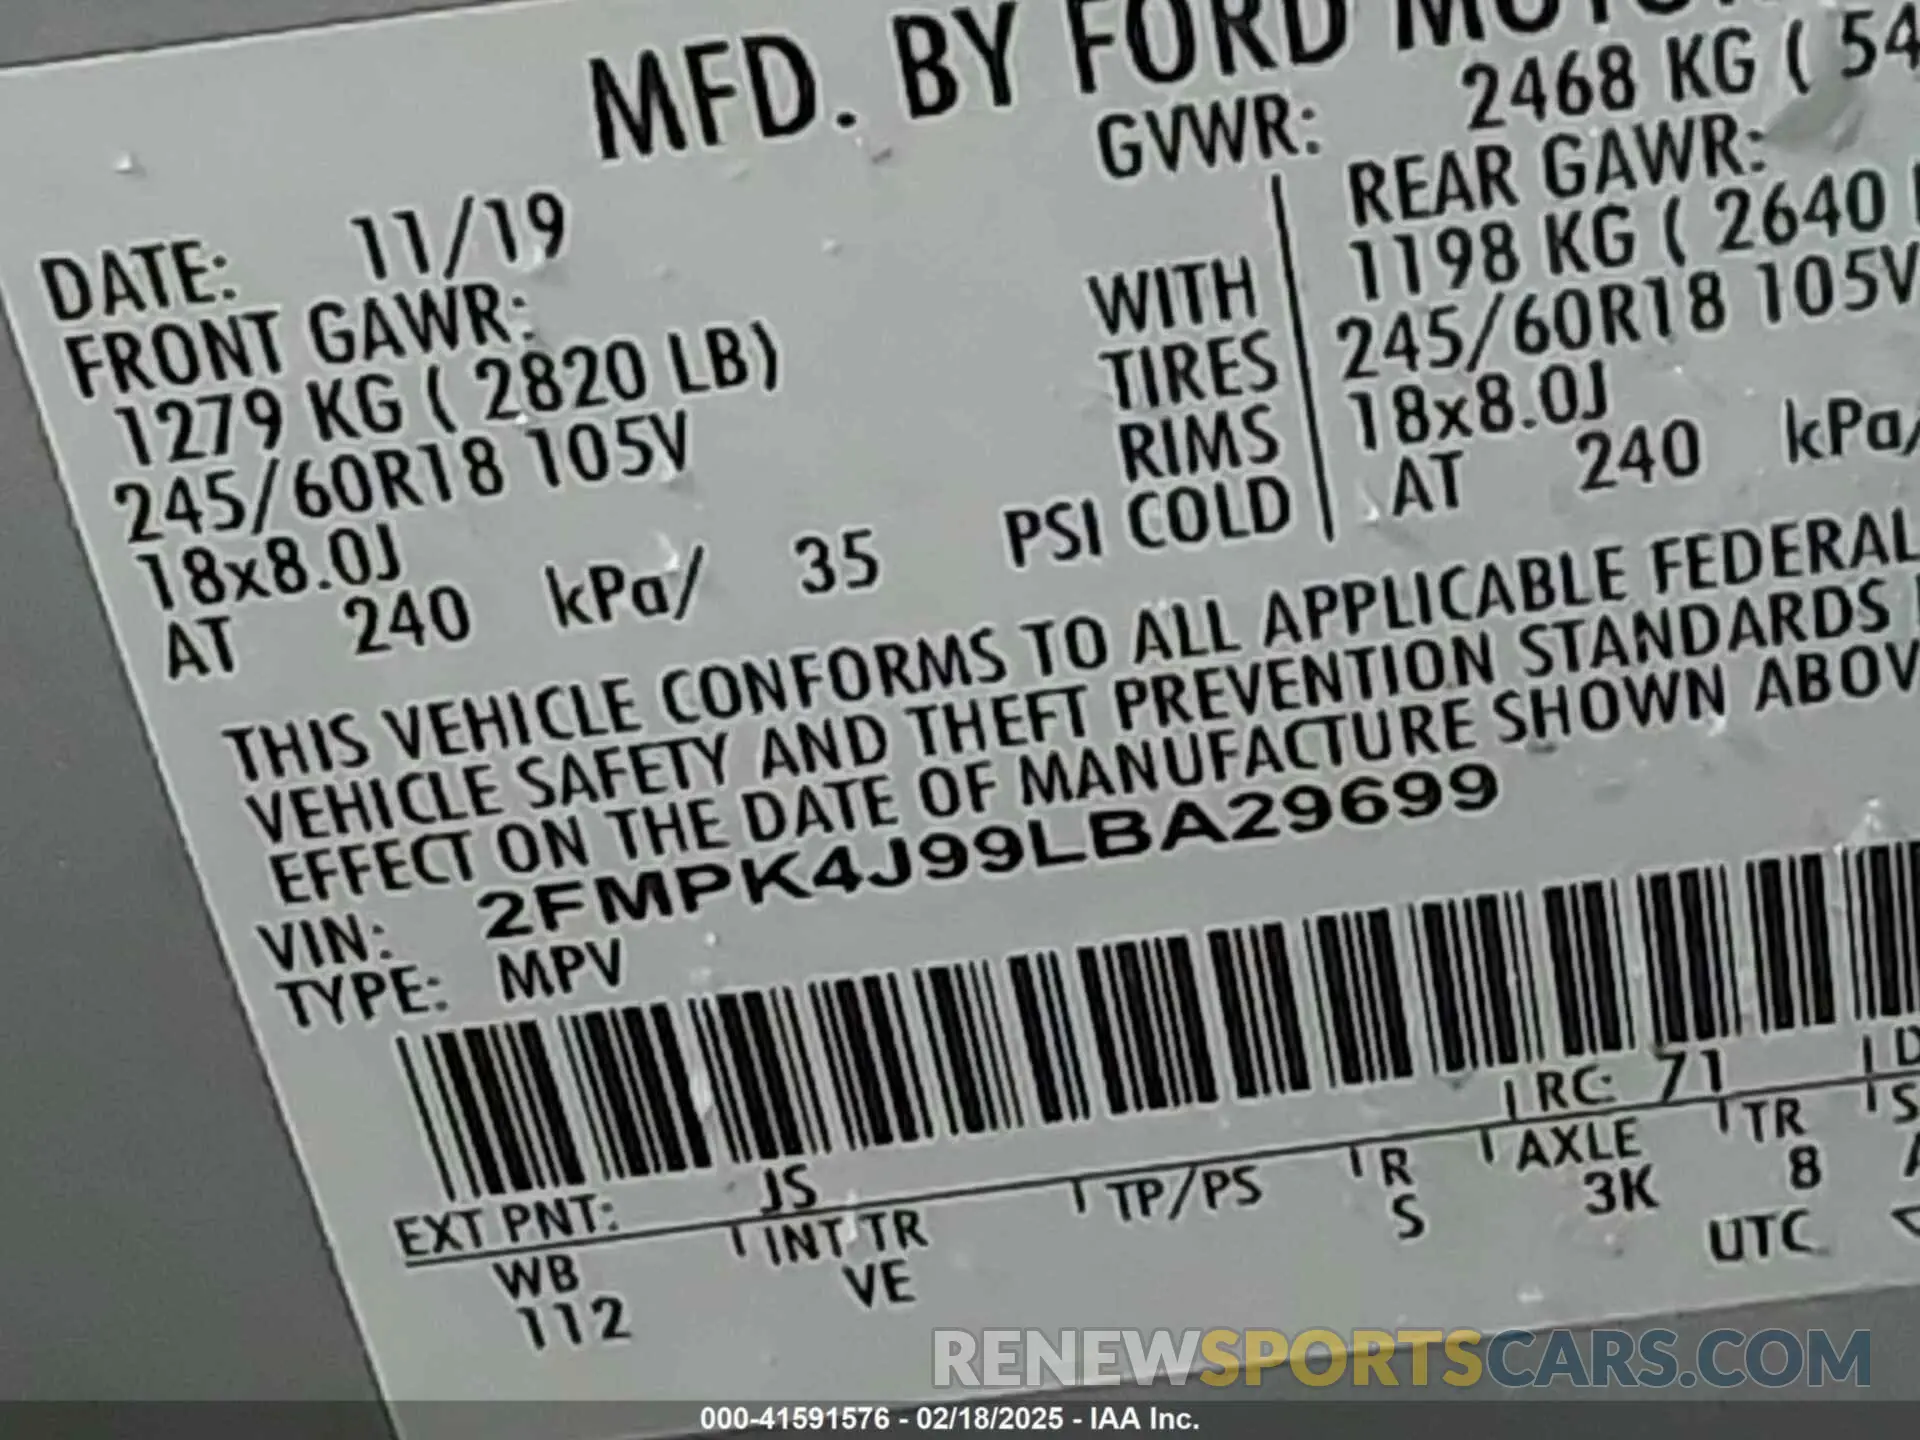 MFD. BY FORD
GVWR: 2468 KG (
DATE: 11/19
FRONT GAWR:
1279 KG ( 2820 LB)
245/60R18 105V
18x8.0J
AT 240 kPa/ 35
WITH
TIRES
RIMS
PSI COLD
REAR GAWR:
1198 KG ( 2640
245/60R18 105V
18x8.0J
AT 240 kPa/
THIS VEHICLE CONFORMS TO ALL APPLICABLE FEDERAL
VEHICLE SAFETY AND THEFT PREVENTION STANDARDS
EFFECT ON THE DATE OF MANUFACTURE SHOWN
VIN: 2FMPK4J99LBA29699
TYPE: MPV
EXT PNT: JS RC: 71
WB INT TR TP/PS R AXLE TR
112 VE S 3K 8
UTC
RENEWSPORTSCARS.COM
000-41591576 - 02/18/2025 - IAA Inc.